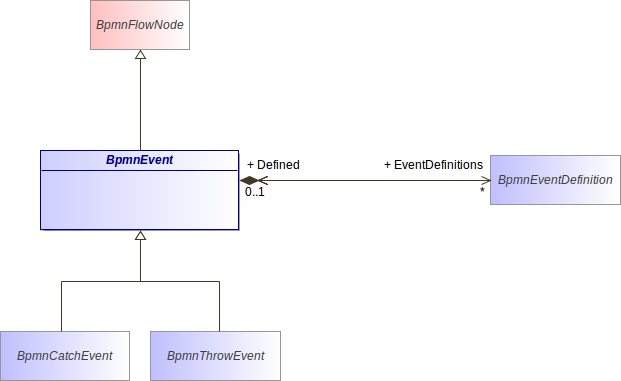 BpmnFlowNode
BpmnEvent
+ Defined
+ EventDefinitions
0..1
*
BpmnEventDefinition
BpmnCatchEvent
BpmnThrowEvent